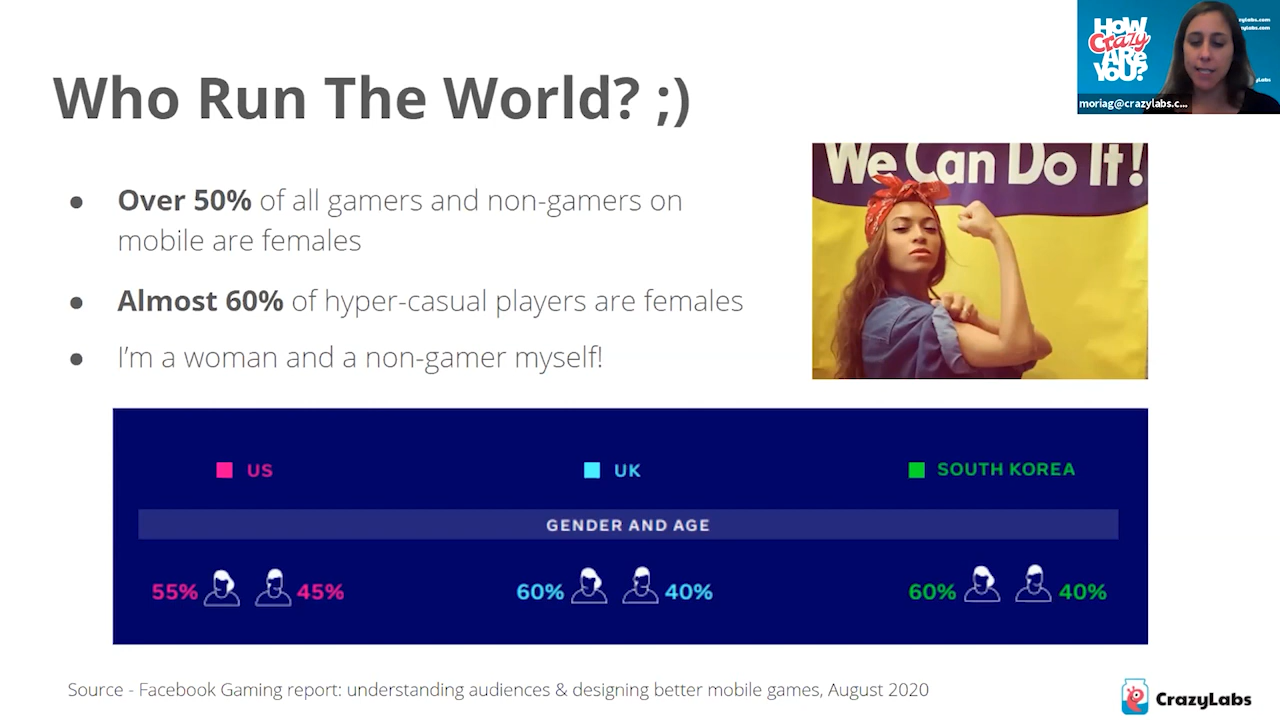 Who Run The World? ;)
HOW
Crazy
ARE
YOU?
moriag@crazylabs.c...
We Can Do It!
● Over 50% of all gamers and non-gamers on
mobile are females
● Almost 60% of hyper-casual players are females
● I'm a woman and a non-gamer myself!
US
UK
SOUTH KOREA
GENDER AND AGE
55% 45%
60% 40%
60% 40%
Source - Facebook Gaming report: understanding audiences & designing better mobile games, August 2020
CrazyLabs